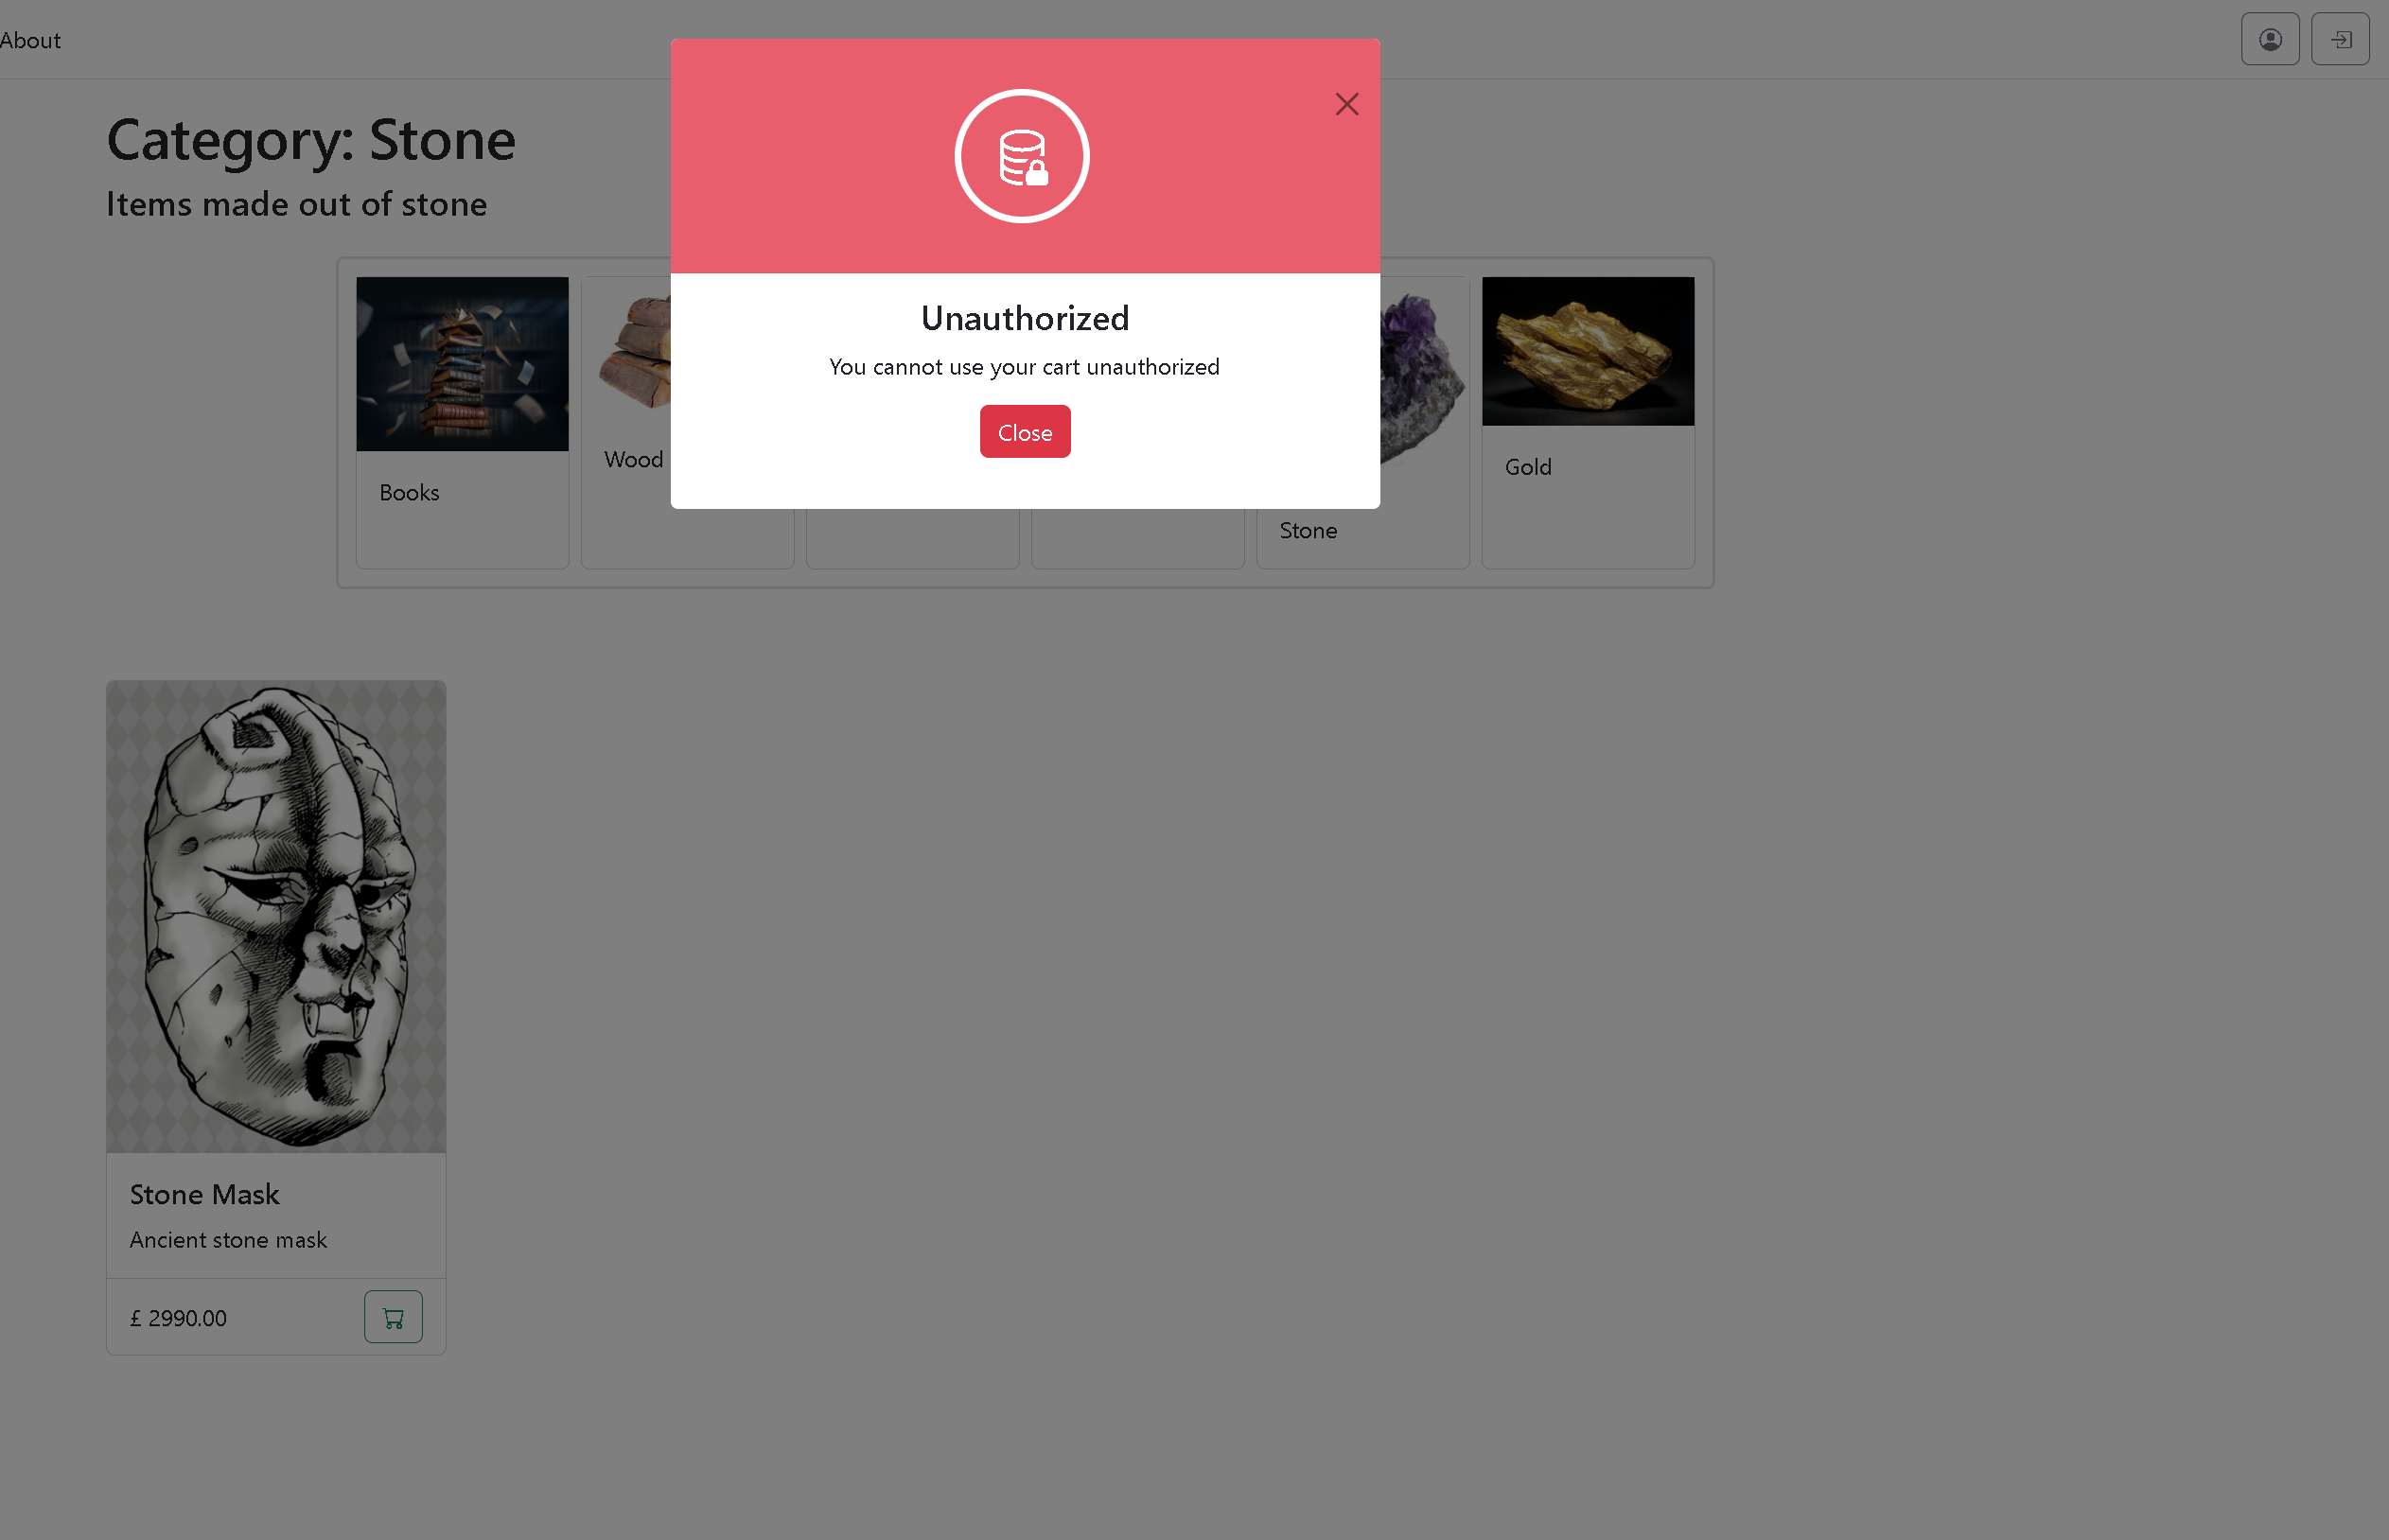 About
Category: Stone
Items made out of stone
Unauthorized
You cannot use your cart unauthorized
Close
Books
Wood
Stone
Gold
Stone Mask
Ancient stone mask
£ 2990.00